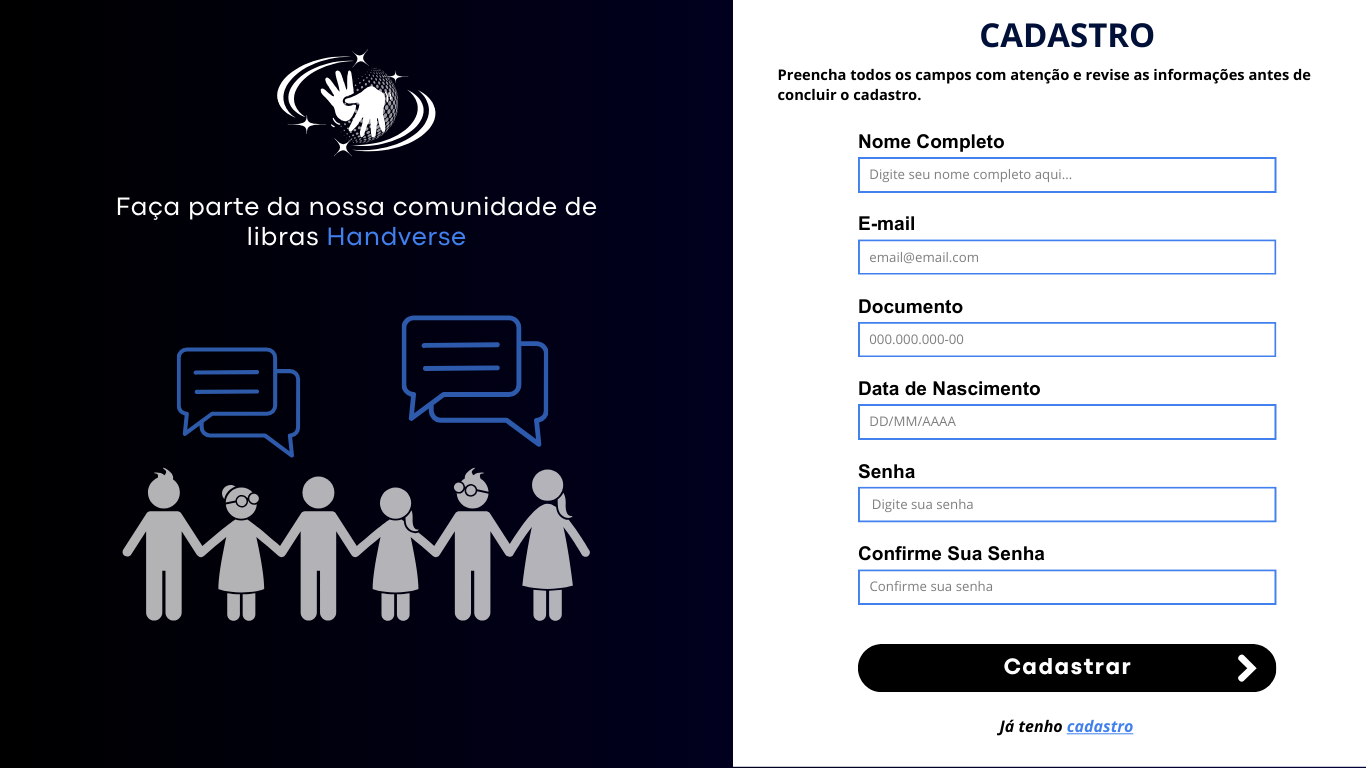 Faça parte da nossa comunidade de
libras Handverse
CADASTRO
Preencha todos os campos com atenção e revise as informações antes de
concluir o cadastro.
Nome Completo
Digite seu nome completo aqui...
E-mail
email@email.com
Documento
000.000.000-00
Data de Nascimento
DD/MM/AAAA
Senha
Digite sua senha
Confirme Sua Senha
Confirme sua senha
Cadastrar
Já tenho cadastro